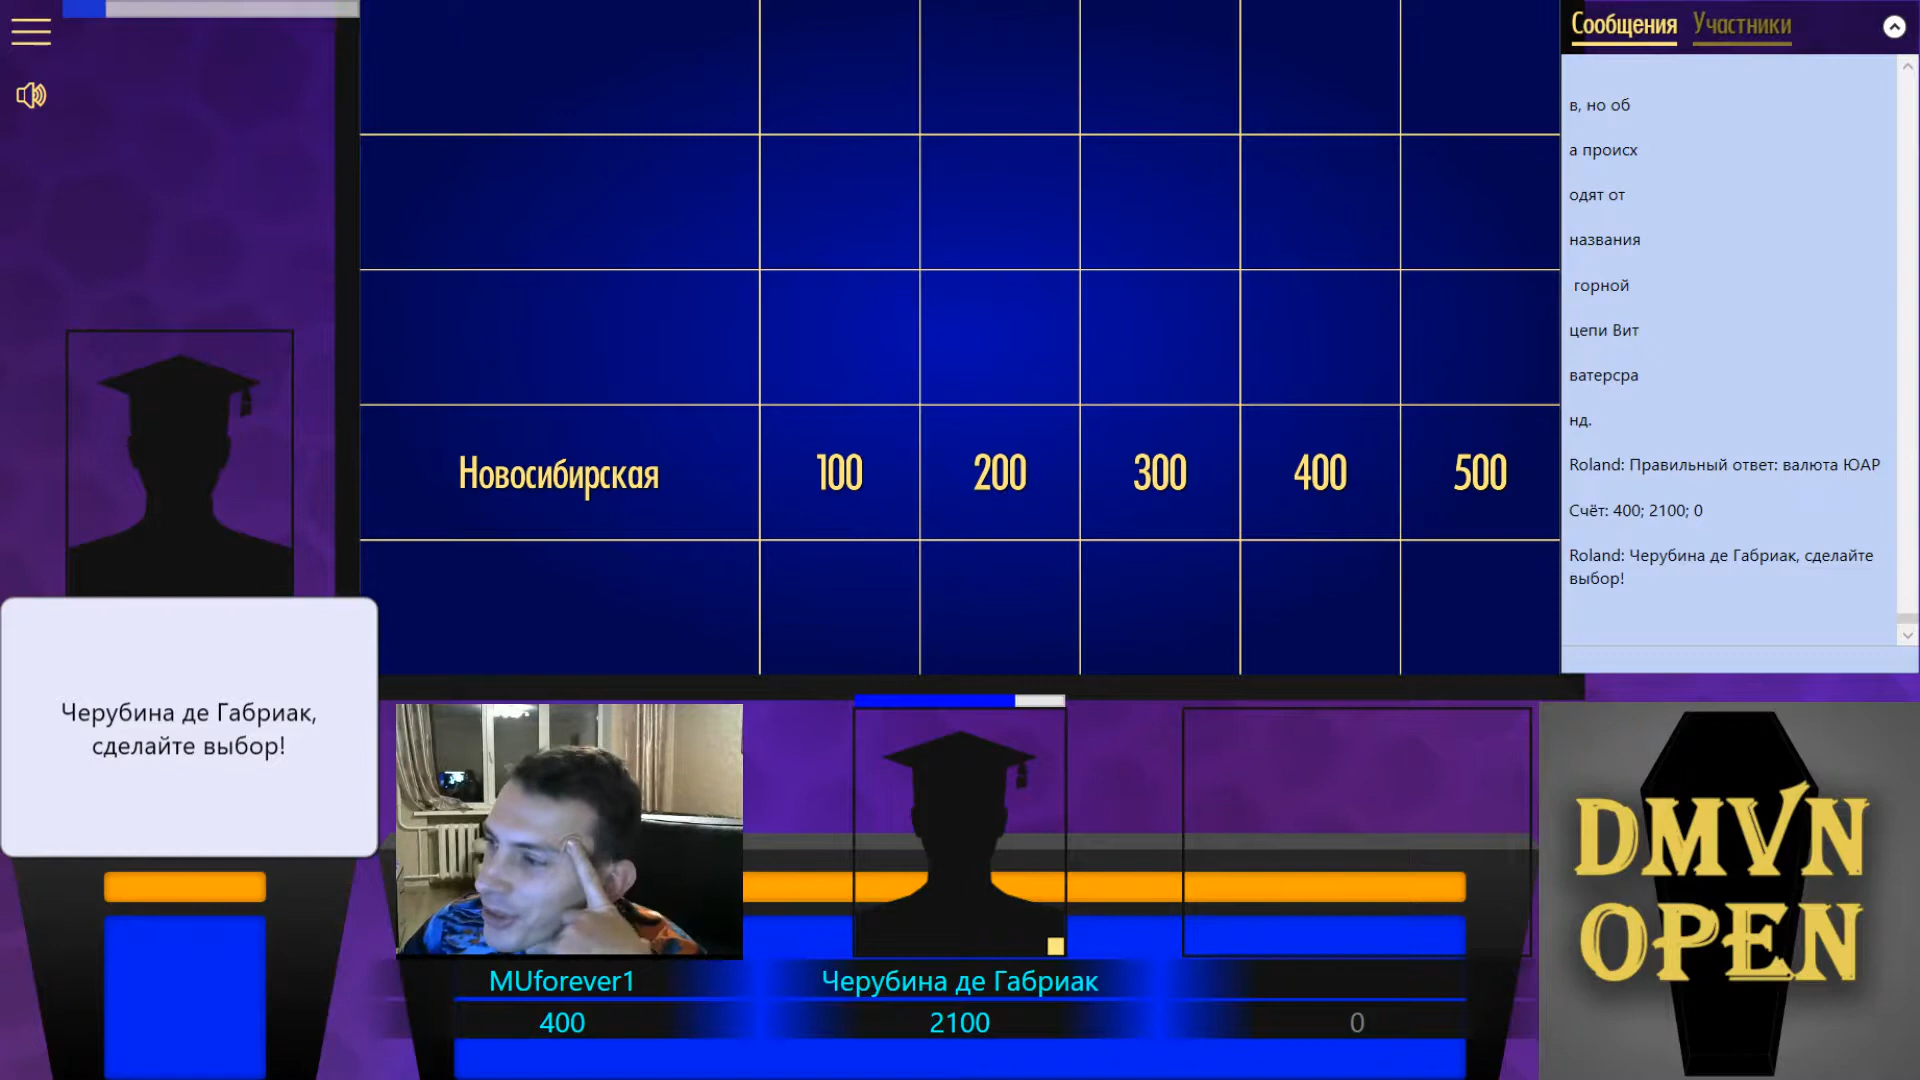 Сообщения Участники
в, но об
а происх
одят от
названия
горной
цепи Вит
ватерсра
нд.
Roland: Правильный ответ: валюта ЮАР
Счёт: 400; 2100; 0
Roland: Черубина де Габриак, сделайте
выбор!
Новосибирская 100 200 300 400 500
Черубина де Габриак,
сделайте выбор!
MUforever1 Черубина де Габриак
400 2100 0
DMVN
OPEN